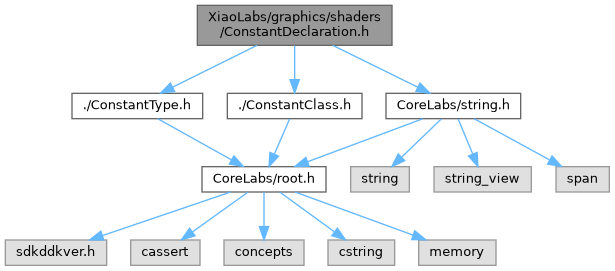 XiaoLabs/graphics/shaders
/ConstantDeclaration.h
./ConstantType.h
./ConstantClass.h
CoreLabs/string.h
CoreLabs/root.h
string
string_view
span
sdkddkver.h
cassert
concepts
cstring
memory